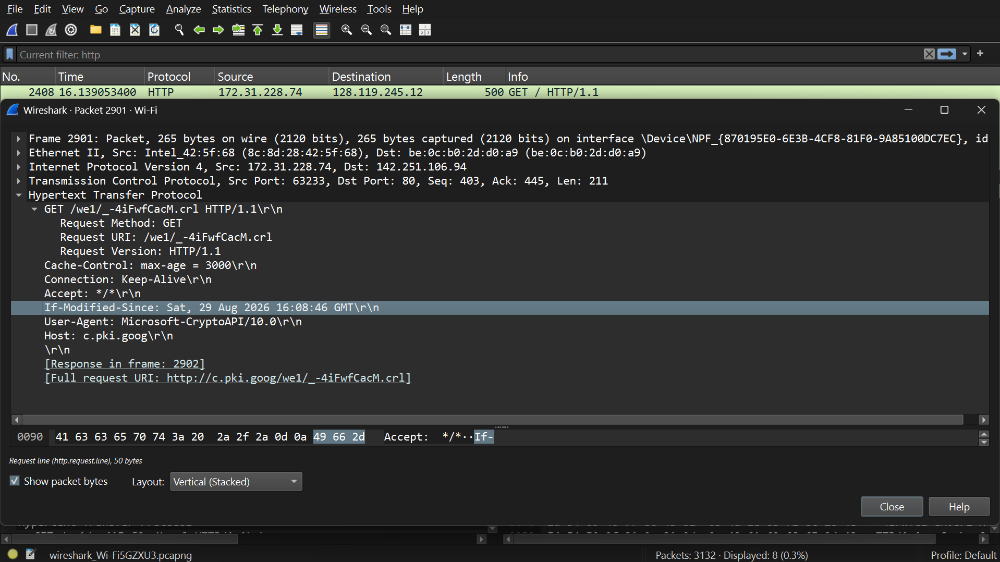 File Edit View Go Capture Analyze Statistics Telephony Wireless Tools Help
Current filter: http
No. Time Protocol Source Destination Length Info
2408 16.139053400 HTTP 172.31.228.74 128.119.245.12 500 GET / HTTP/1.1
Wireshark · Packet 2901 · Wi-Fi
Frame 2901: Packet, 265 bytes on wire (2120 bits), 265 bytes captured (2120 bits) on interface \Device\NPF_{870195E0-6E3B-4CF8-81F0-9A85100DC7EC}, id
Ethernet II, Src: Intel_42:5f:68 (8c:8d:28:42:5f:68), Dst: be:0c:b0:2d:d0:a9 (be:0c:b0:2d:d0:a9)
Internet Protocol Version 4, Src: 172.31.228.74, Dst: 142.251.106.94
Transmission Control Protocol, Src Port: 63233, Dst Port: 80, Seq: 403, Ack: 445, Len: 211
Hypertext Transfer Protocol
GET /we1/_-4iFwfCacM.crl HTTP/1.1\r\n
Request Method: GET
Request URI: /we1/_-4iFwfCacM.crl
Request Version: HTTP/1.1
Cache-Control: max-age = 3000\r\n
Connection: Keep-Alive\r\n
Accept: */*\r\n
If-Modified-Since: Sat, 29 Aug 2026 16:08:46 GMT\r\n
User-Agent: Microsoft-CryptoAPI/10.0\r\n
Host: c.pki.goog\r\n
\r\n
[Response in frame: 2902]
[Full request URI: http://c.pki.goog/we1/_-4iFwfCacM.crl]
0090 41 63 63 65 70 74 3a 20 2a 2f 2a 0d 0a 49 66 2d Accept: */*··If-
Request line (http.request.line), 50 bytes
Show packet bytes Layout: Vertical (Stacked)
Close Help
wireshark_Wi-Fi5GZXU3.pcapng Packets: 3132 · Displayed: 8 (0.3%) Profile: Default